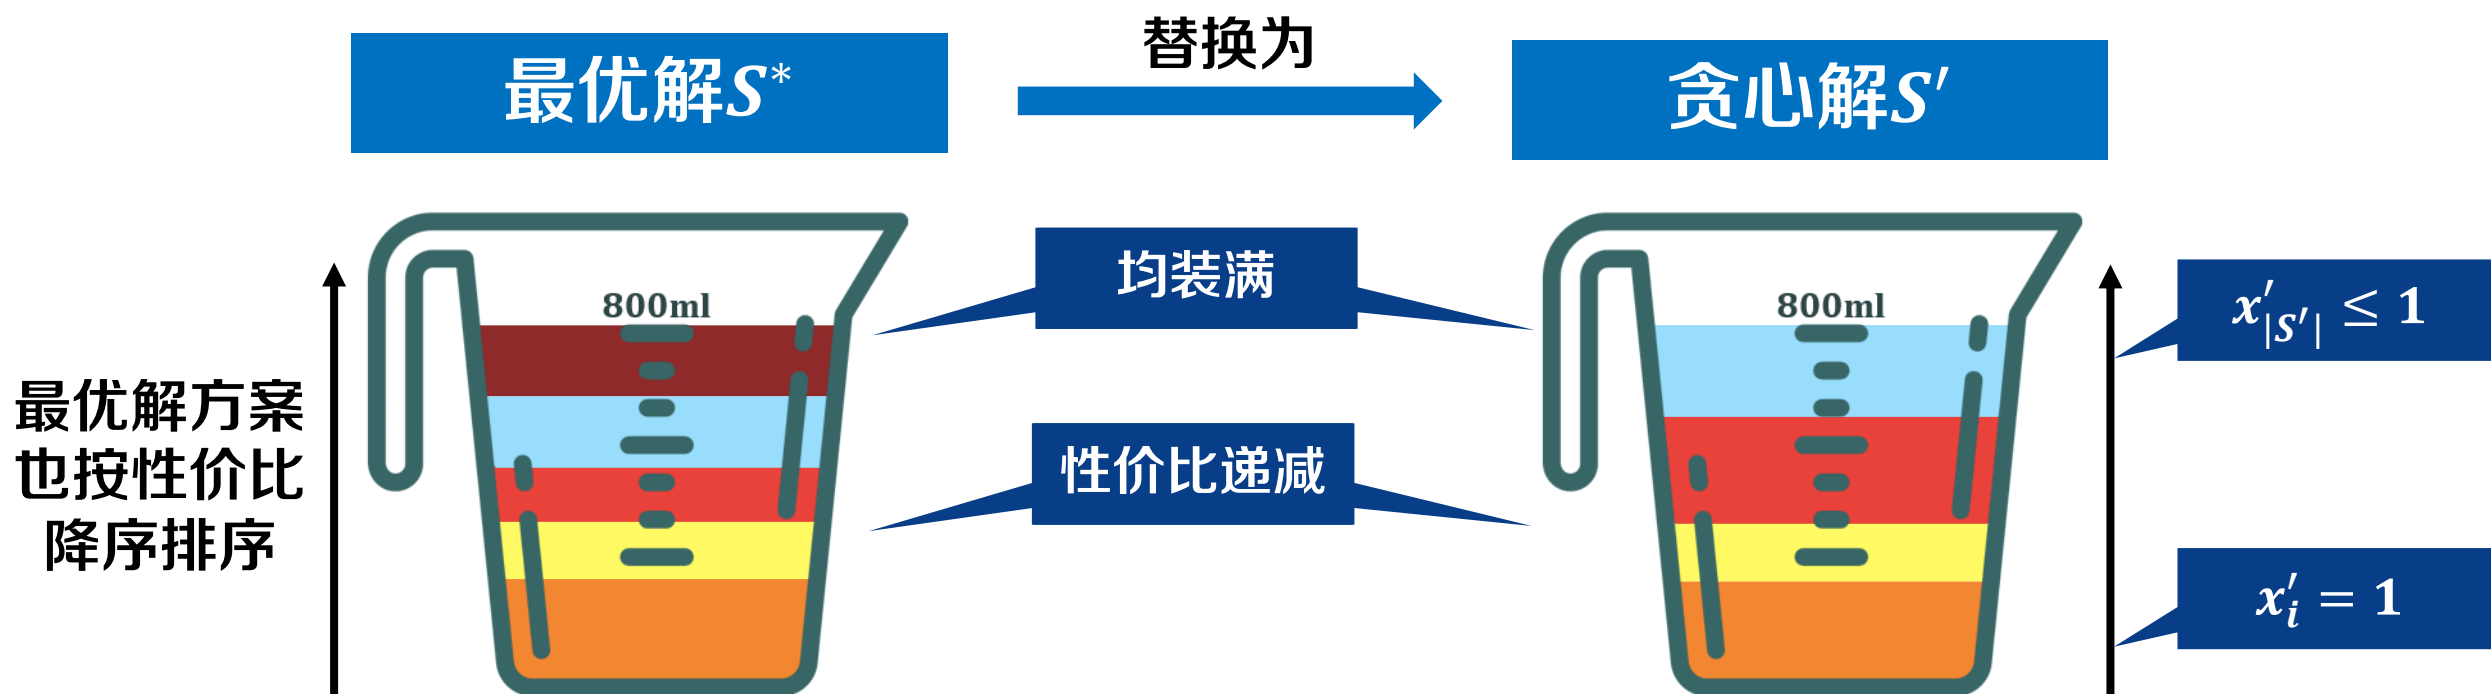 替换为
最优解S*
贪心解S′
均装满
800ml
800ml
x′|S′| ≤ 1
最优解方案
也按性价比
降序排序
性价比递减
x′i = 1